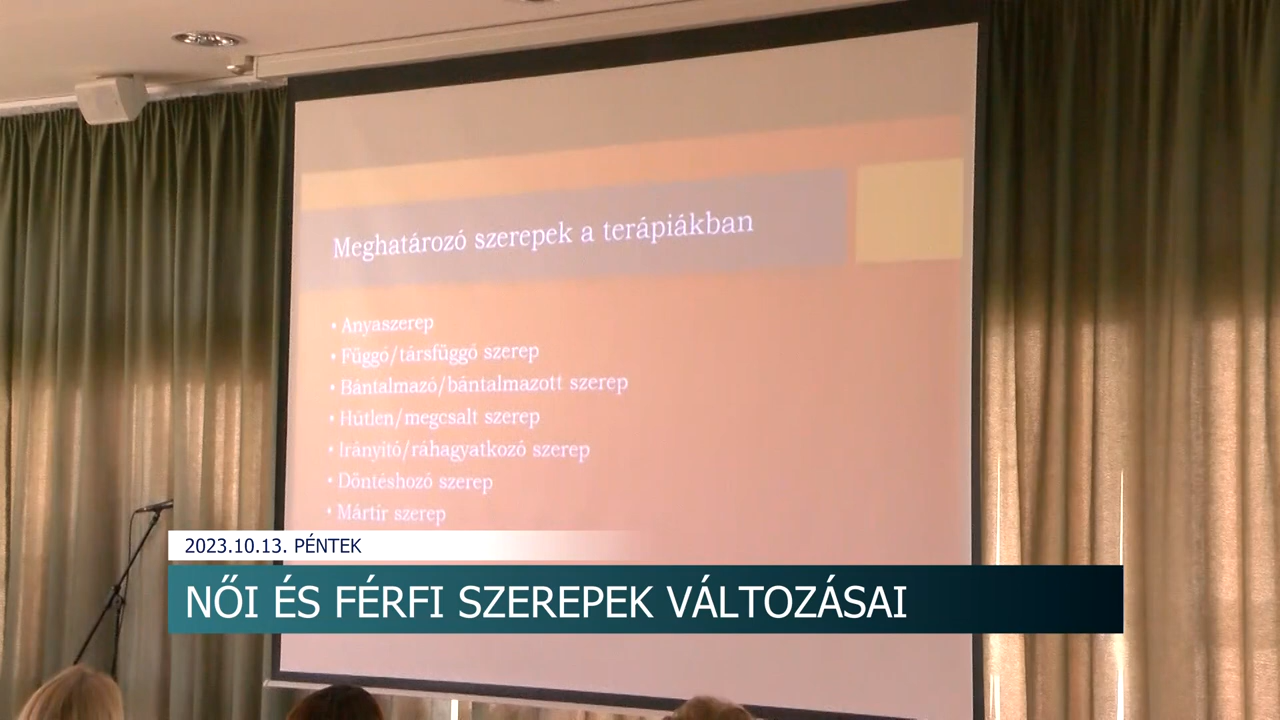 Meghatározó szerepek a terápiákban
• Anyaszerep
• Függő/társfüggő szerep
• Bántalmazó/bántalmazott szerep
• Hűtlen/megcsalt szerep
• Irányító/ráhagyatkozó szerep
• Döntéshozó szerep
• Mártír szerep
2023.10.13. PÉNTEK
NŐI ÉS FÉRFI SZEREPEK VÁLTOZÁSAI